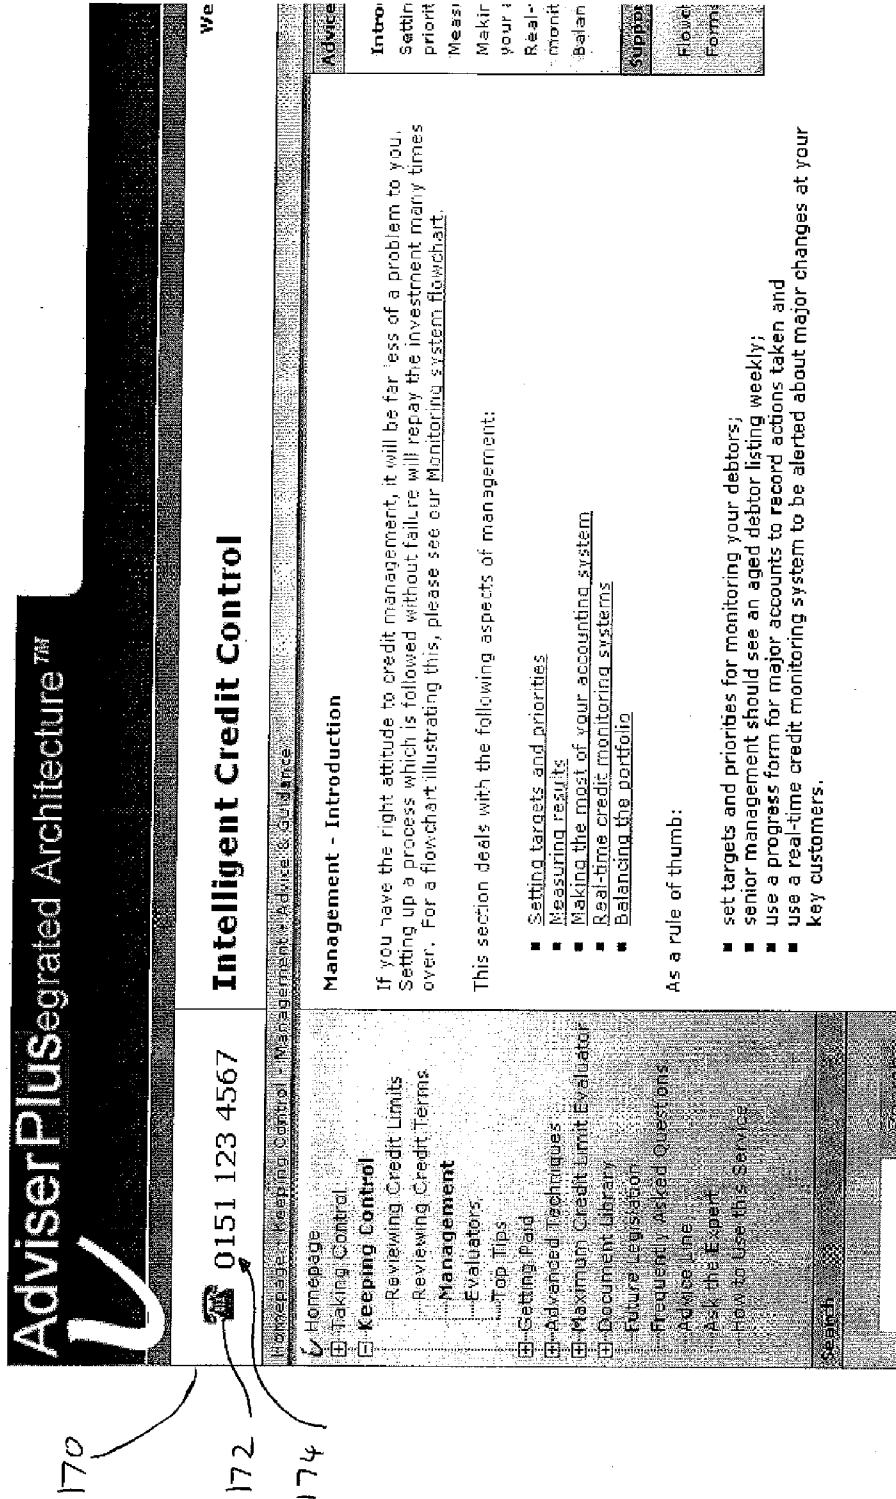 AdviserPlusegrated Architecture™
170
172
174
0151 123 4567
Intelligent Credit Control
We
Homepage - Keeping Control - Management - Advice & Guidance
Homepage
Taking Control
Keeping Control
Reviewing Credit Limits
Reviewing Credit Terms
Management
Evaluators
Top Tips
Getting Paid
Advanced Techniques
Maximum Credit Limit Evaluator
Document Library
Future Legislation
Frequently Asked Questions
Advice Line
Ask the Expert
How to Use this Service
Search
Management - Introduction
If you have the right attitude to credit management, it will be far less of a problem to you.
Setting up a process which is followed without failure will repay the investment many times
over. For a flowchart illustrating this, please see our Monitoring system flowchart.
This section deals with the following aspects of management:
■ Setting targets and priorities
■ Measuring results
■ Making the most of your accounting system
■ Real-time credit monitoring systems
■ Balancing the portfolio
As a rule of thumb:
■ set targets and priorities for monitoring your debtors;
■ senior management should see an aged debtor listing weekly;
■ use a progress form for major accounts to record actions taken and
■ use a real-time credit monitoring system to be alerted about major changes at your
key customers.
Advice
Intro
Settin
priorit
Meas
Makin
your
Real-
monit
Balan
Suppor
Flowc
Forms